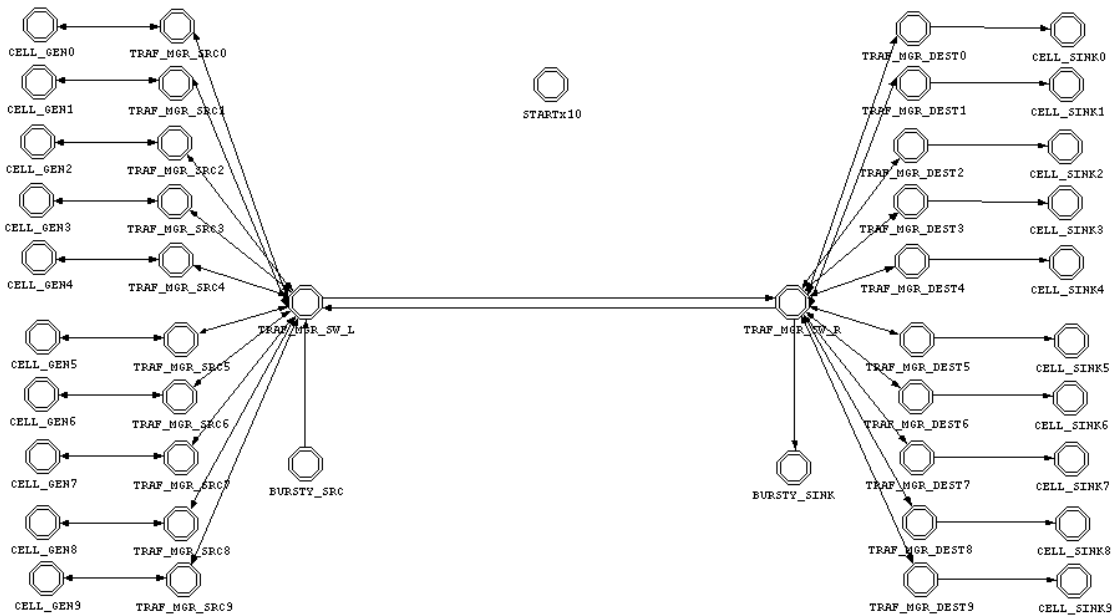 CELL_GEN0
TRAF_MGR_SRC0
TRAF_MGR_DEST0
CELL_SINK0
CELL_GEN1
TRAF_MGR_SRC1
STARTx10
TRAF_MGR_DEST1
CELL_SINK1
CELL_GEN2
TRAF_MGR_SRC2
TRAF_MGR_DEST2
CELL_SINK2
CELL_GEN3
TRAF_MGR_SRC3
TRAF_MGR_DEST3
CELL_SINK3
CELL_GEN4
TRAF_MGR_SRC4
TRAF_MGR_DEST4
CELL_SINK4
TRAF_MGR_SW_L
TRAF_MGR_SW_R
CELL_GEN5
TRAF_MGR_SRC5
TRAF_MGR_DEST5
CELL_SINK5
CELL_GEN6
TRAF_MGR_SRC6
TRAF_MGR_DEST6
CELL_SINK6
CELL_GEN7
TRAF_MGR_SRC7
BURSTY_SRC
BURSTY_SINK
TRAF_MGR_DEST7
CELL_SINK7
CELL_GEN8
TRAF_MGR_SRC8
TRAF_MGR_DEST8
CELL_SINK8
CELL_GEN9
TRAF_MGR_SRC9
TRAF_MGR_DEST9
CELL_SINK9